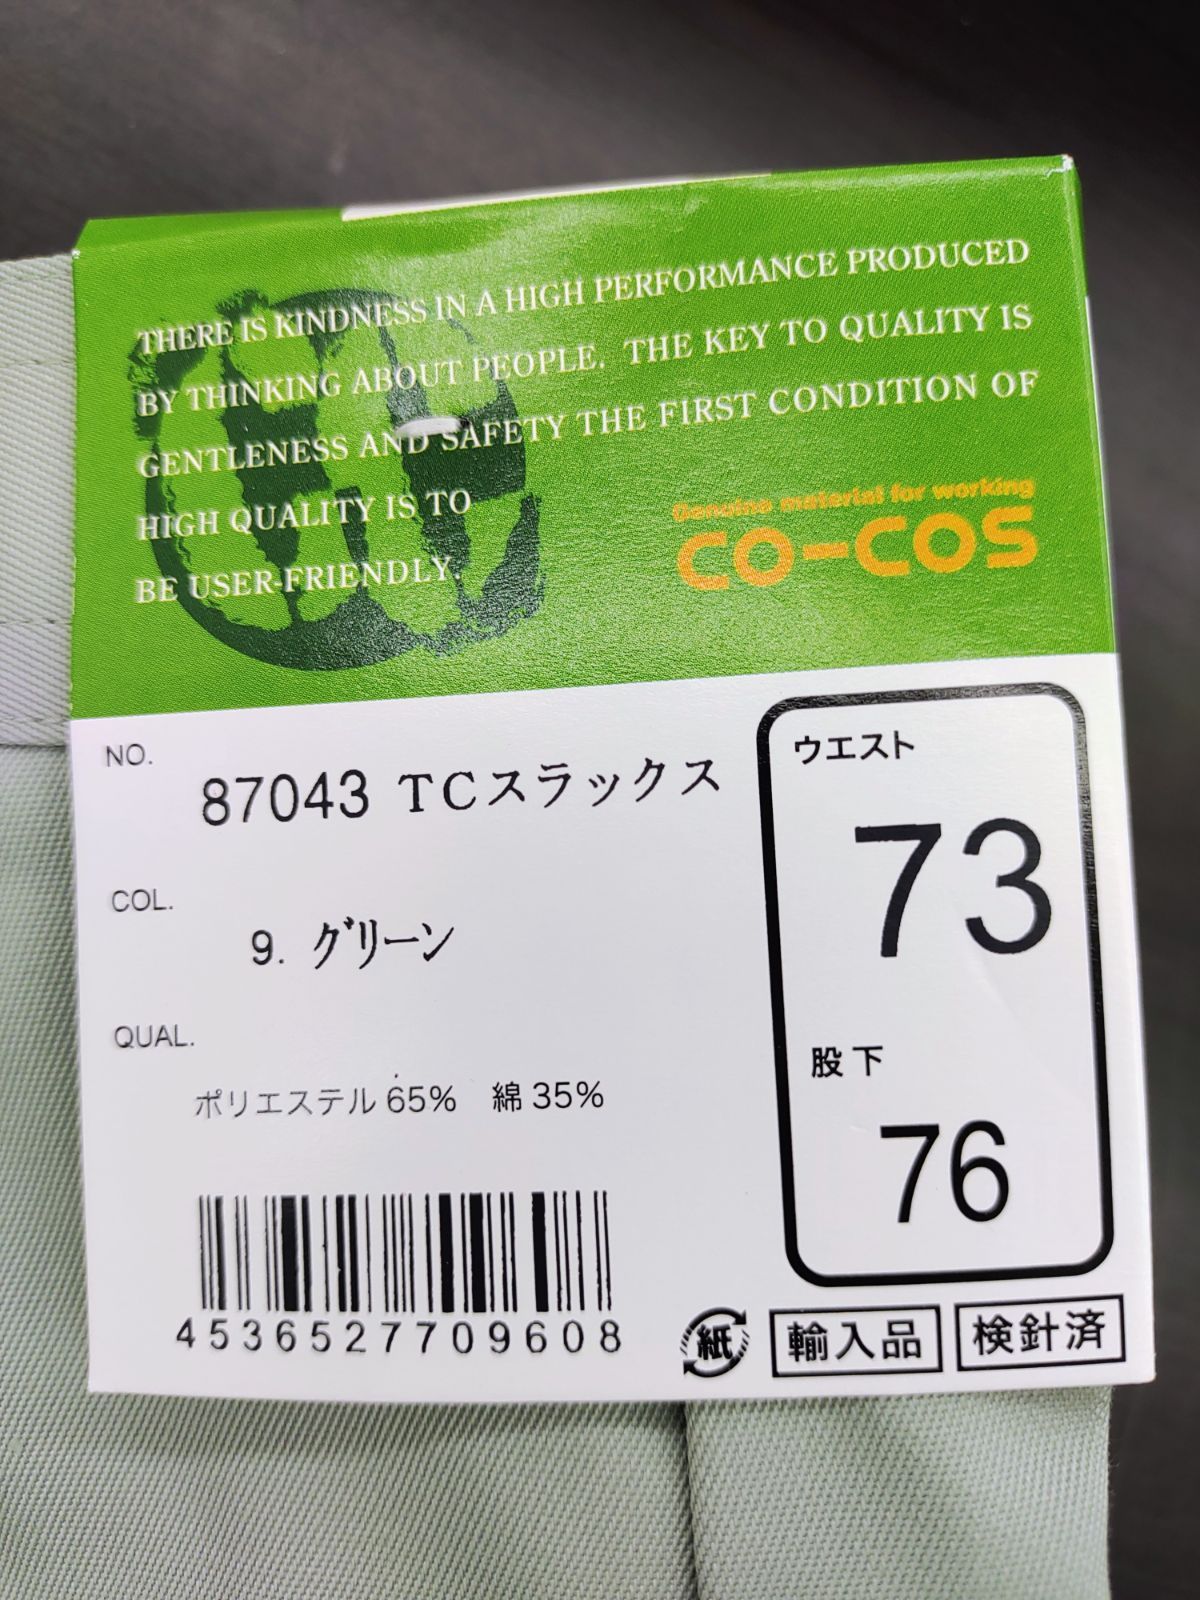 THERE IS KINDNESS IN A HIGH PERFORMANCE PRODUCED
BY THINKING ABOUT PEOPLE. THE KEY TO QUALITY IS
GENTLENESS AND SAFETY THE FIRST CONDITION OF
HIGH QUALITY IS TO
BE USER-FRIENDLY.
Genuine material for working
CO-COS
NO.
87043 TCスラックス
COL.
9. グリーン
QUAL.
ポリエステル 65% 綿 35%
4536527709608
ウエスト
73
股下
76
紙
輸入品
検針済